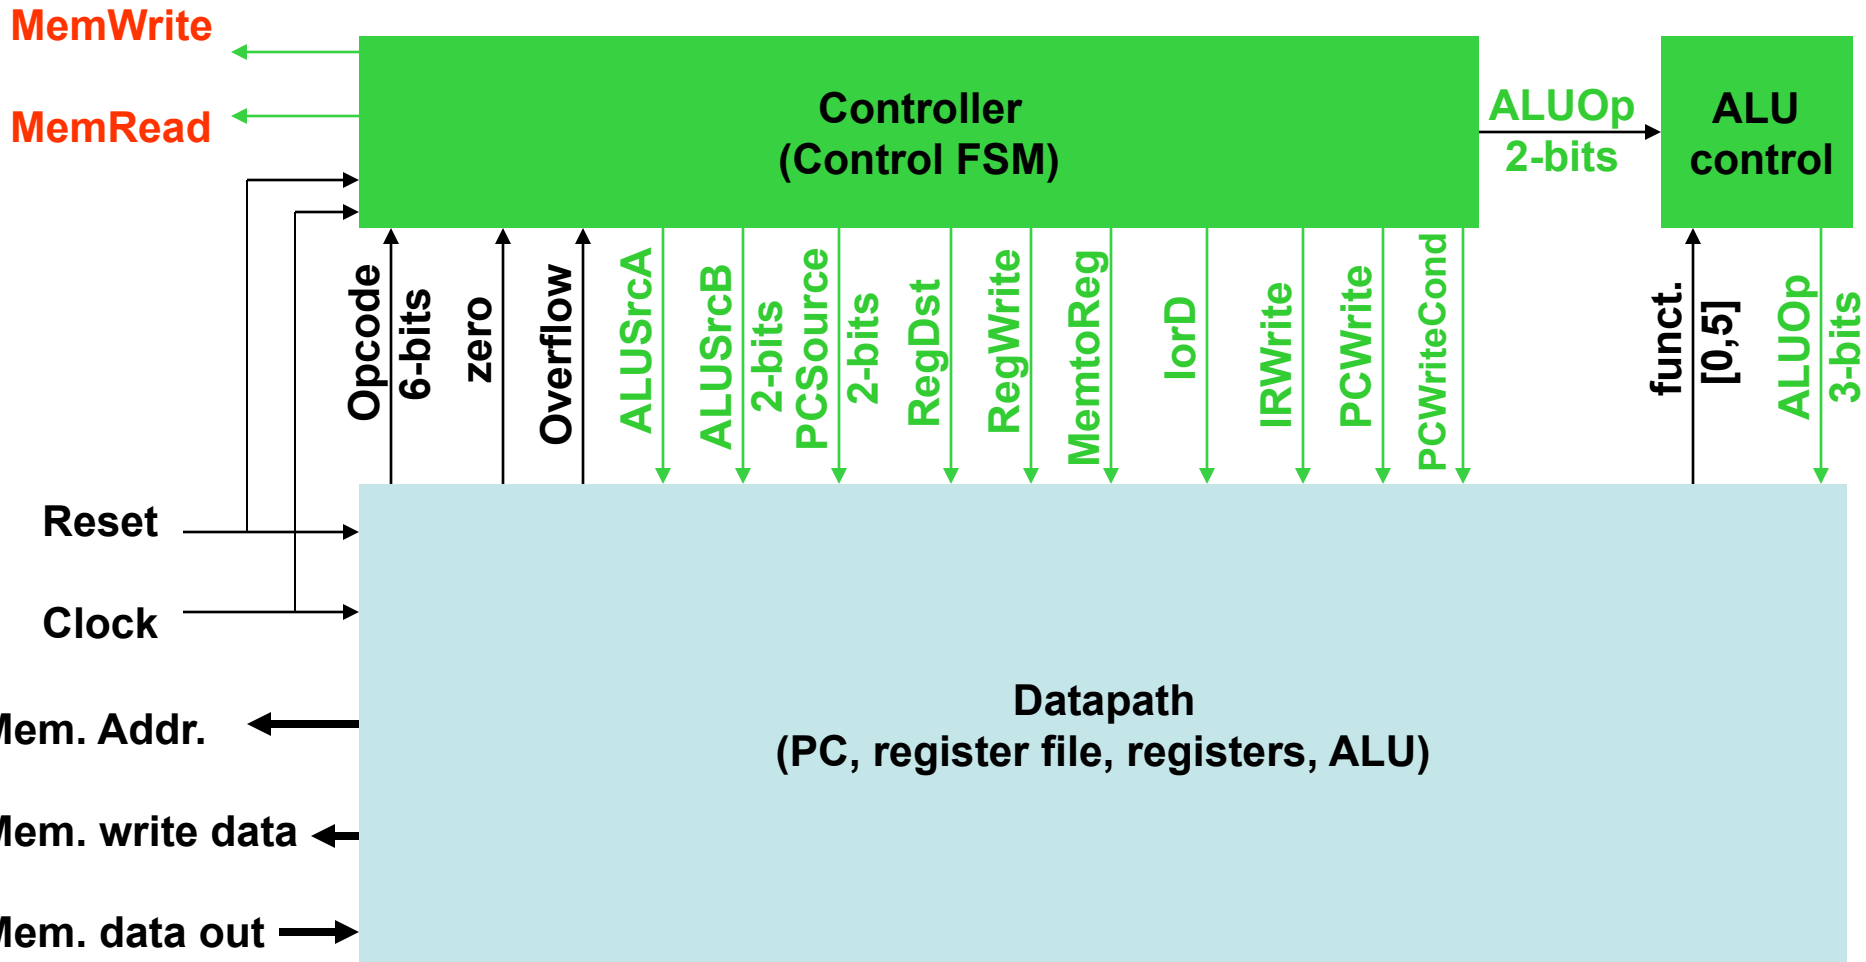 MemWrite
MemRead
Controller
(Control FSM)
ALUOp
2-bits
ALU
control
Opcode
6-bits
zero
Overflow
ALUSrcA
ALUSrcB
2-bits
PCSource
2-bits
RegDst
RegWrite
MemtoReg
IorD
IRWrite
PCWrite
PCWriteCond
funct.
[0,5]
ALUOp
3-bits
Reset
Clock
Mem. Addr.
Mem. write data
Mem. data out
Datapath
(PC, register file, registers, ALU)